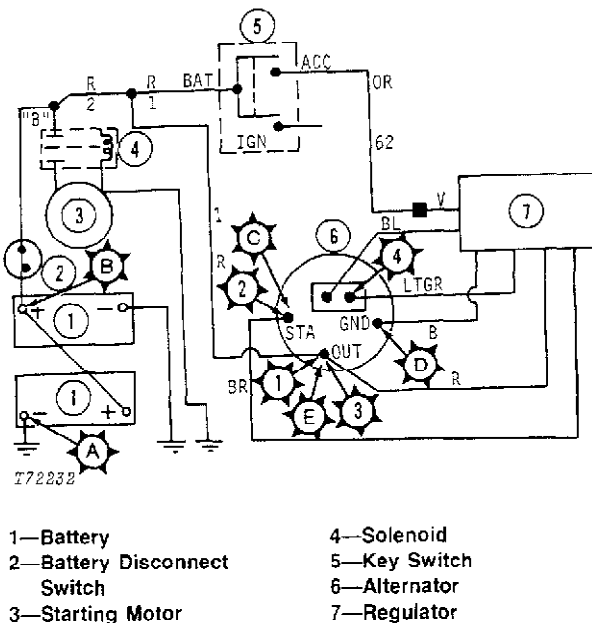 5
ACC
R
R
BAT
OR
2
1
"B"
IGN
4
62
3
1
V
7
C
6
BL
4
B
R
2
2
LTGR
1
+
-
STA
GND
B
OUT
D
R
BR
1
E
3
1
-
+
A
T72232
1—Battery
2—Battery Disconnect
Switch
3—Starting Motor
4—Solenoid
5—Key Switch
6—Alternator
7—Regulator